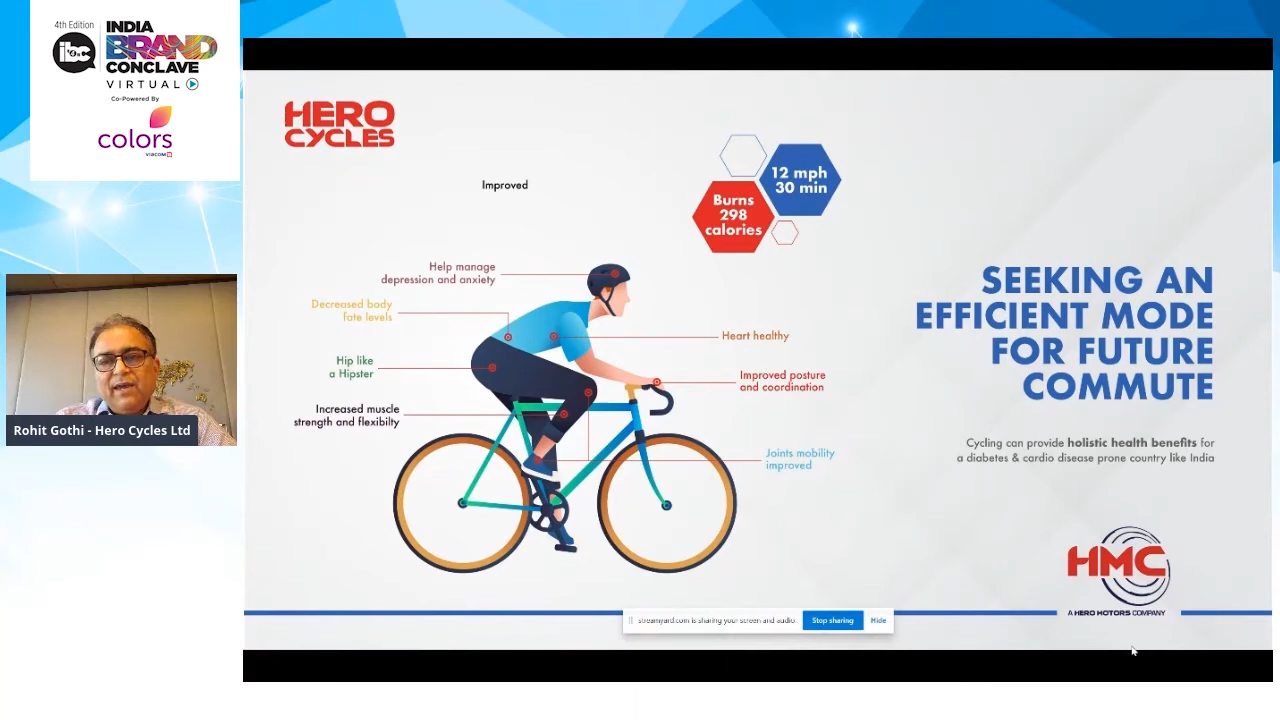 4th Edition
ibc
INDIA
BRAND
CONCLAVE
VIRTUAL
Co-Powered By
colors
VIACOM18
Rohit Gothi - Hero Cycles Ltd
HERO
CYCLES
Improved
12 mph
30 min
Burns
298
calories
Help manage
depression and anxiety
Decreased body
fate levels
Hip like
a Hipster
Increased muscle
strength and flexibilty
Heart healthy
Improved posture
and coordination
Joints mobility
improved
SEEKING AN
EFFICIENT MODE
FOR FUTURE
COMMUTE
Cycling can provide holistic health benefits for
a diabetes & cardio disease prone country like India
HMC
A HERO MOTORS COMPANY
streamyard.com is sharing your screen and audio.
Stop sharing
Hide